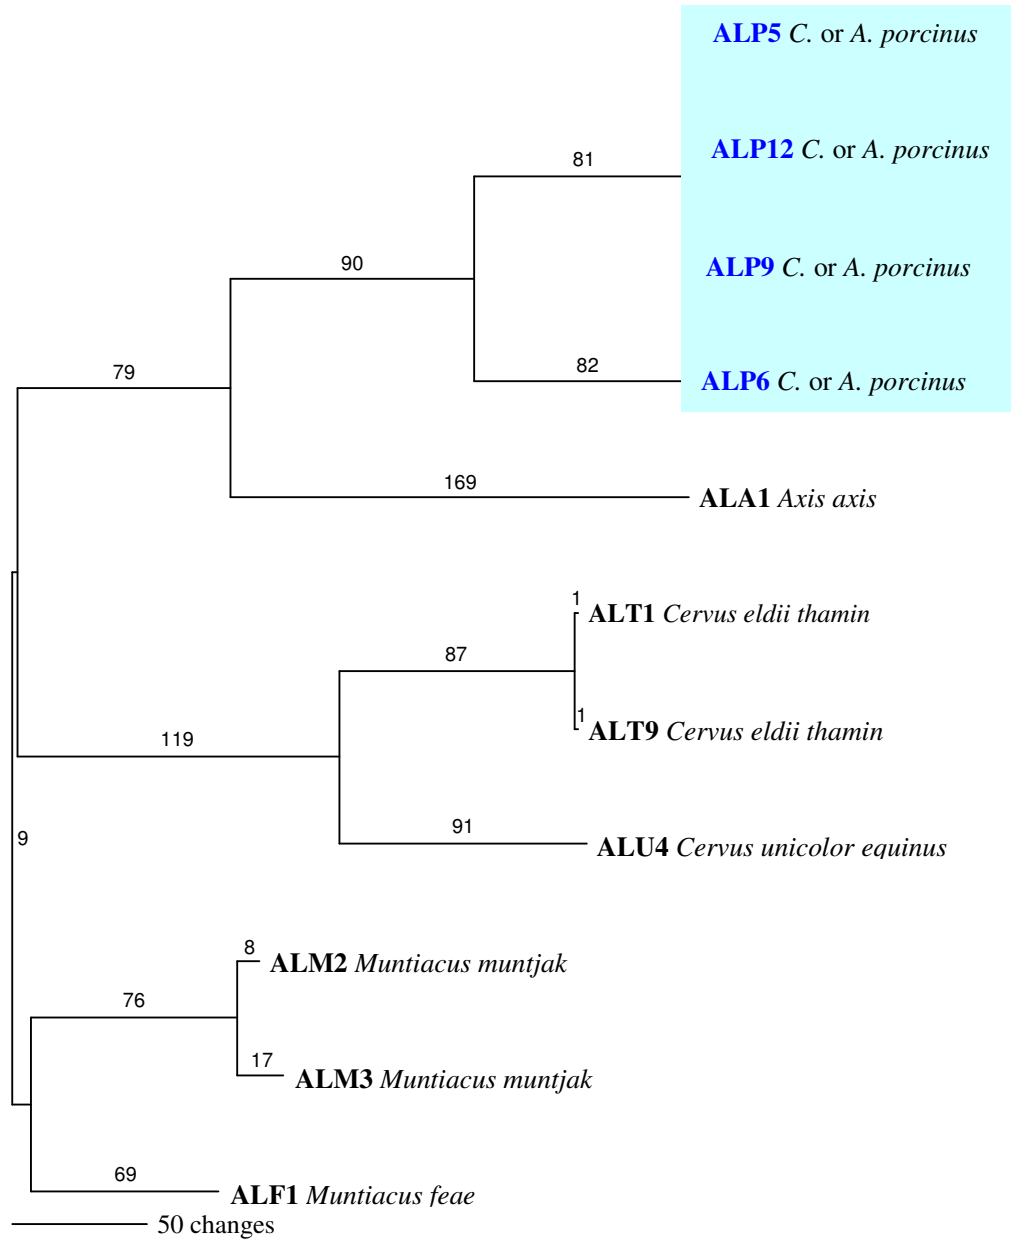 ALP5 C. or A. porcinus
81
ALP12 C. or A. porcinus
90
ALP9 C. or A. porcinus
79
82
ALP6 C. or A. porcinus
169
ALA1 Axis axis
1
ALT1 Cervus eldii thamin
87
1
ALT9 Cervus eldii thamin
119
91
9
ALU4 Cervus unicolor equinus
8
ALM2 Muntiacus muntjak
76
17
ALM3 Muntiacus muntjak
69
ALF1 Muntiacus feae
50 changes